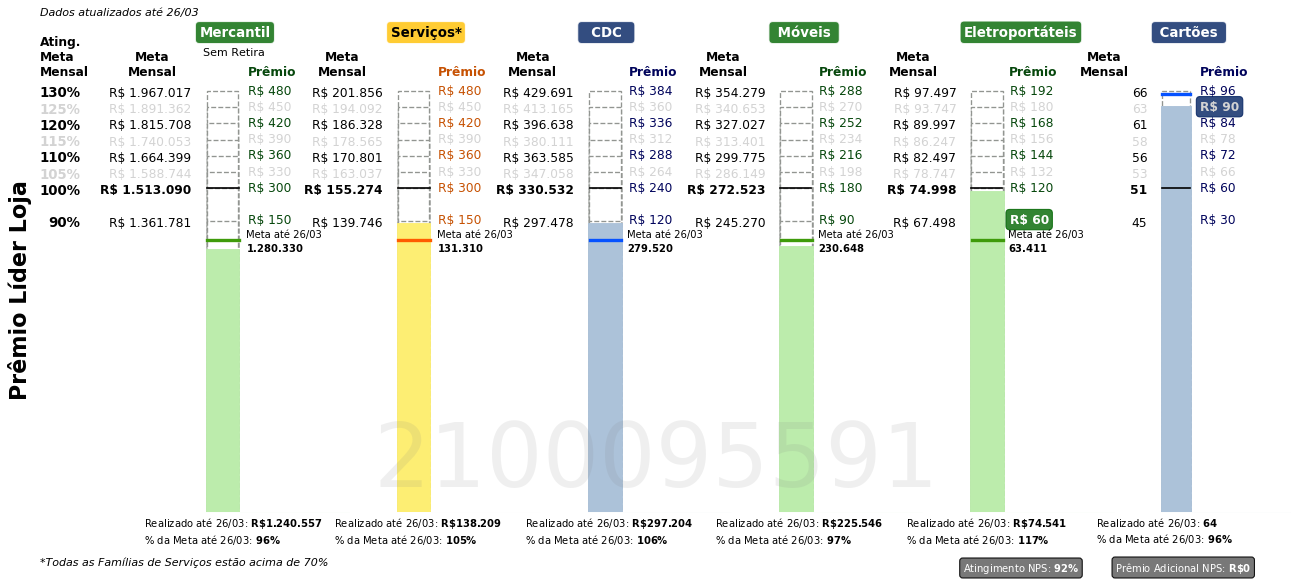 Dados atualizados até 26/03
Mercantil Serviços* CDC Móveis Eletroportáteis Cartões
Sem Retira
Ating. Meta Mensal
Meta Mensal Prêmio Meta Mensal Prêmio Meta Mensal Prêmio Meta Mensal Prêmio Meta Mensal Prêmio Meta Mensal Prêmio
130% R$ 1.967.017 R$ 480 R$ 201.856 R$ 480 R$ 429.691 R$ 384 R$ 354.279 R$ 288 R$ 97.497 R$ 192 66 R$ 96
125% R$ 1.891.362 R$ 450 R$ 194.092 R$ 450 R$ 413.165 R$ 360 R$ 340.653 R$ 270 R$ 93.747 R$ 180 63 R$ 90
120% R$ 1.815.708 R$ 420 R$ 186.328 R$ 420 R$ 396.638 R$ 336 R$ 327.027 R$ 252 R$ 89.997 R$ 168 61 R$ 84
115% R$ 1.740.053 R$ 390 R$ 178.565 R$ 390 R$ 380.111 R$ 312 R$ 313.401 R$ 234 R$ 86.247 R$ 156 58 R$ 78
110% R$ 1.664.399 R$ 360 R$ 170.801 R$ 360 R$ 363.585 R$ 288 R$ 299.775 R$ 216 R$ 82.497 R$ 144 56 R$ 72
105% R$ 1.588.744 R$ 330 R$ 163.037 R$ 330 R$ 347.058 R$ 264 R$ 286.149 R$ 198 R$ 78.747 R$ 132 53 R$ 66
100% R$ 1.513.090 R$ 300 R$ 155.274 R$ 300 R$ 330.532 R$ 240 R$ 272.523 R$ 180 R$ 74.998 R$ 120 51 R$ 60
90% R$ 1.361.781 R$ 150 R$ 139.746 R$ 150 R$ 297.478 R$ 120 R$ 245.270 R$ 90 R$ 67.498 R$ 60 45 R$ 30
Meta até 26/03 Meta até 26/03 Meta até 26/03 Meta até 26/03 Meta até 26/03
1.280.330 131.310 279.520 230.648 63.411
Prêmio Líder Loja
2100095591
Realizado até 26/03: R$1.240.557 Realizado até 26/03: R$138.209 Realizado até 26/03: R$297.204 Realizado até 26/03: R$225.546 Realizado até 26/03: R$74.541 Realizado até 26/03: 64
% da Meta até 26/03: 96% % da Meta até 26/03: 105% % da Meta até 26/03: 106% % da Meta até 26/03: 97% % da Meta até 26/03: 117% % da Meta até 26/03: 96%
*Todas as Famílias de Serviços estão acima de 70% Atingimento NPS: 92% Prêmio Adicional NPS: R$0